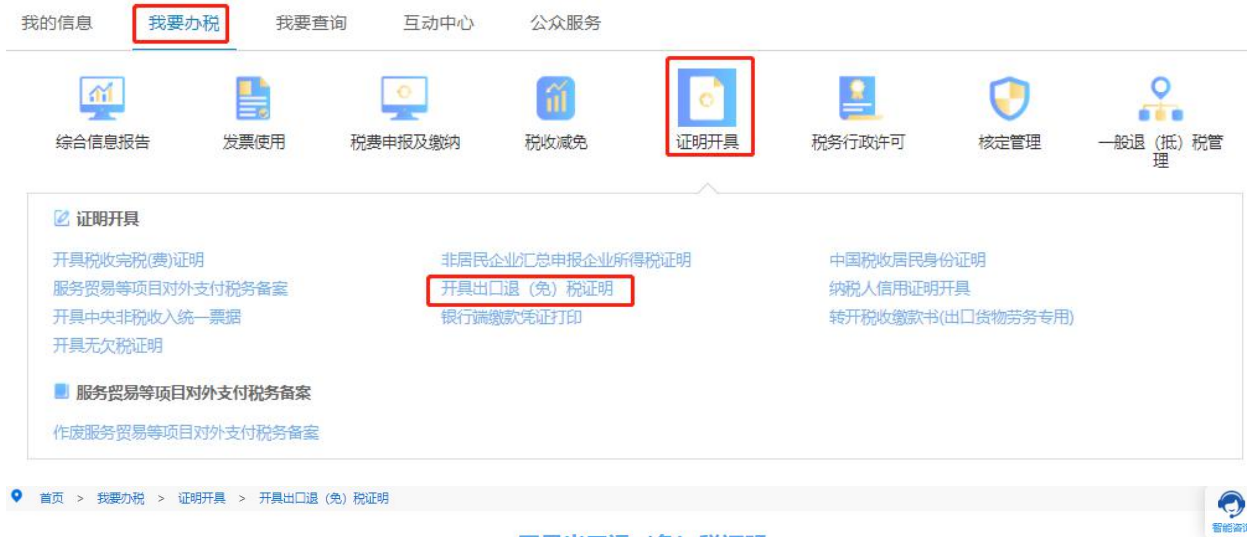 我的信息 我要办税 我要查询 互动中心 公众服务
综合信息报告 发票使用 税费申报及缴纳 税收减免 证明开具 税务行政许可 核定管理 一般退（抵）税管
理
证明开具
开具税收完税(费)证明 非居民企业汇总申报企业所得税证明 中国税收居民身份证明
服务贸易等项目对外支付税务备案 开具出口退（免）税证明 纳税人信用证明开具
开具中央非税收入统一票据 银行端缴款凭证打印 转开税收缴款书(出口货物劳务专用)
开具无欠税证明
服务贸易等项目对外支付税务备案
作废服务贸易等项目对外支付税务备案
首页 > 我要办税 > 证明开具 > 开具出口退（免）税证明
智能咨询